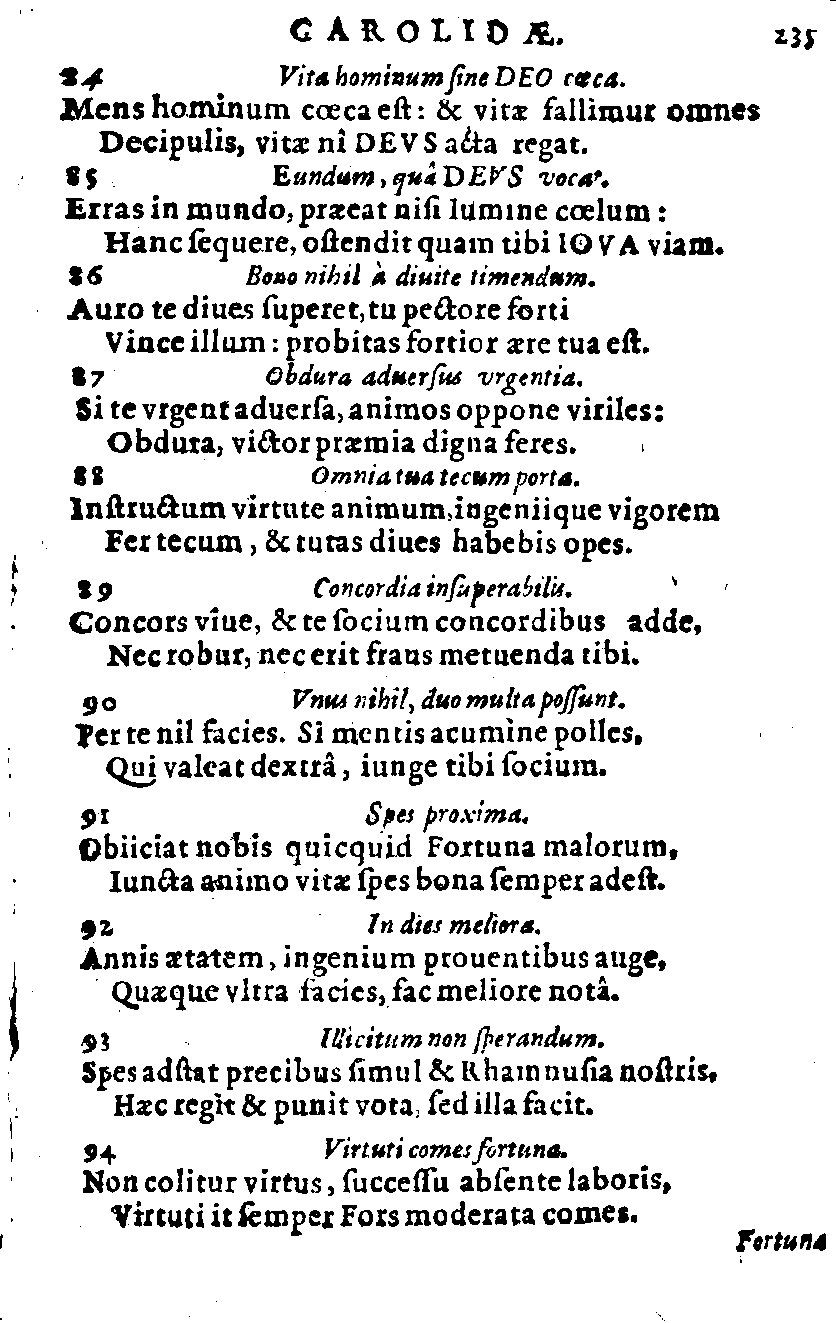 CAROLIDÆ. 235
84 Vita hominum ſine DEO cœca.
Mens hominum cœca eſt: & vitæ fallimur omnes
Decipulis, vitæ nî DEVS acta regat.
85 Eundum, quâ DEVS vocat.
Erras in mundo, præeat niſi lumine cœlum:
Hanc ſequere, oſtendit quam tibi IOVA viam.
86 Bono nihil à diuite timendum.
Auro te diues ſuperet, tu pectore forti
Vince illum: probitas fortior ære tua eſt.
87 Obdura aduerſus vrgentia.
Si te vrgent aduerſa, animos oppone viriles:
Obdura, victor præmia digna feres.
88 Omnia tua tecum porta.
Inſtructum virtute animum, ingeniique vigorem
Fer tecum, & tutas diues habebis opes.
89 Concordia inſuperabilis.
Concors vîue, & te ſocium concordibus adde,
Nec robur, nec erit fraus metuenda tibi.
90 Vnus nihil, duo multa poſſunt.
Per te nil facies. Si mentis acumine polles,
Qui valeat dextrâ, iunge tibi ſocium.
91 Spes proxima.
Obiiciat nobis quicquid Fortuna malorum,
Iuncta animo vitæ ſpes bona ſemper adeſt.
92 In dies meliora.
Annis ætatem, ingenium prouentibus auge,
Quæque vltra facies, fac meliore notâ.
93 Illicitum non ſperandum.
Spes adſtat precibus ſimul & Rhamnuſia noſtris,
Hæc regit & punit vota, ſed illa facit.
94 Virtuti comes fortuna.
Non colitur virtus, ſucceſſu abſente laboris,
Virtuti it ſemper Fors moderata comes.
Fortuna